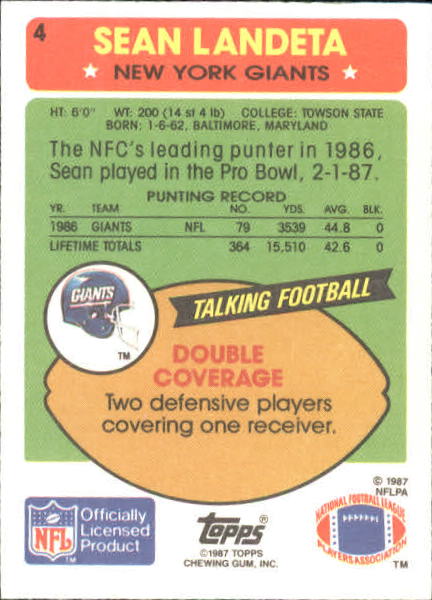 4
SEAN LANDETA
NEW YORK GIANTS
HT: 6'0" WT: 200 (14 st 4 lb) COLLEGE: TOWSON STATE
BORN: 1-6-62, BALTIMORE, MARYLAND
The NFC's leading punter in 1986,
Sean played in the Pro Bowl, 2-1-87.
PUNTING RECORD
YR. TEAM NO. YDS. AVG. BLK.
1986 GIANTS NFL 79 3539 44.8 0
LIFETIME TOTALS 364 15,510 42.6 0
GIANTS
TM
TALKING FOOTBALL
DOUBLE
COVERAGE
Two defensive players
covering one receiver.
© 1987
NFLPA
NFL
TM
Officially
Licensed
Product
Topps®
©1987 TOPPS
CHEWING GUM, INC.
NATIONAL FOOTBALL LEAGUE
PLAYERS ASSOCIATION
TM